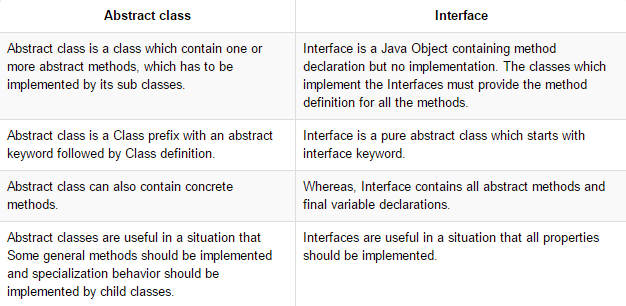 Abstract class
Interface
Abstract class is a class which contain one or
more abstract methods, which has to be
implemented by its sub classes.
Interface is a Java Object containing method
declaration but no implementation. The classes which
implement the Interfaces must provide the method
definition for all the methods.
Abstract class is a Class prefix with an abstract
keyword followed by Class definition.
Interface is a pure abstract class which starts with
interface keyword.
Abstract class can also contain concrete
methods.
Whereas, Interface contains all abstract methods and
final variable declarations.
Abstract classes are useful in a situation that
Some general methods should be implemented
and specialization behavior should be
implemented by child classes.
Interfaces are useful in a situation that all properties
should be implemented.